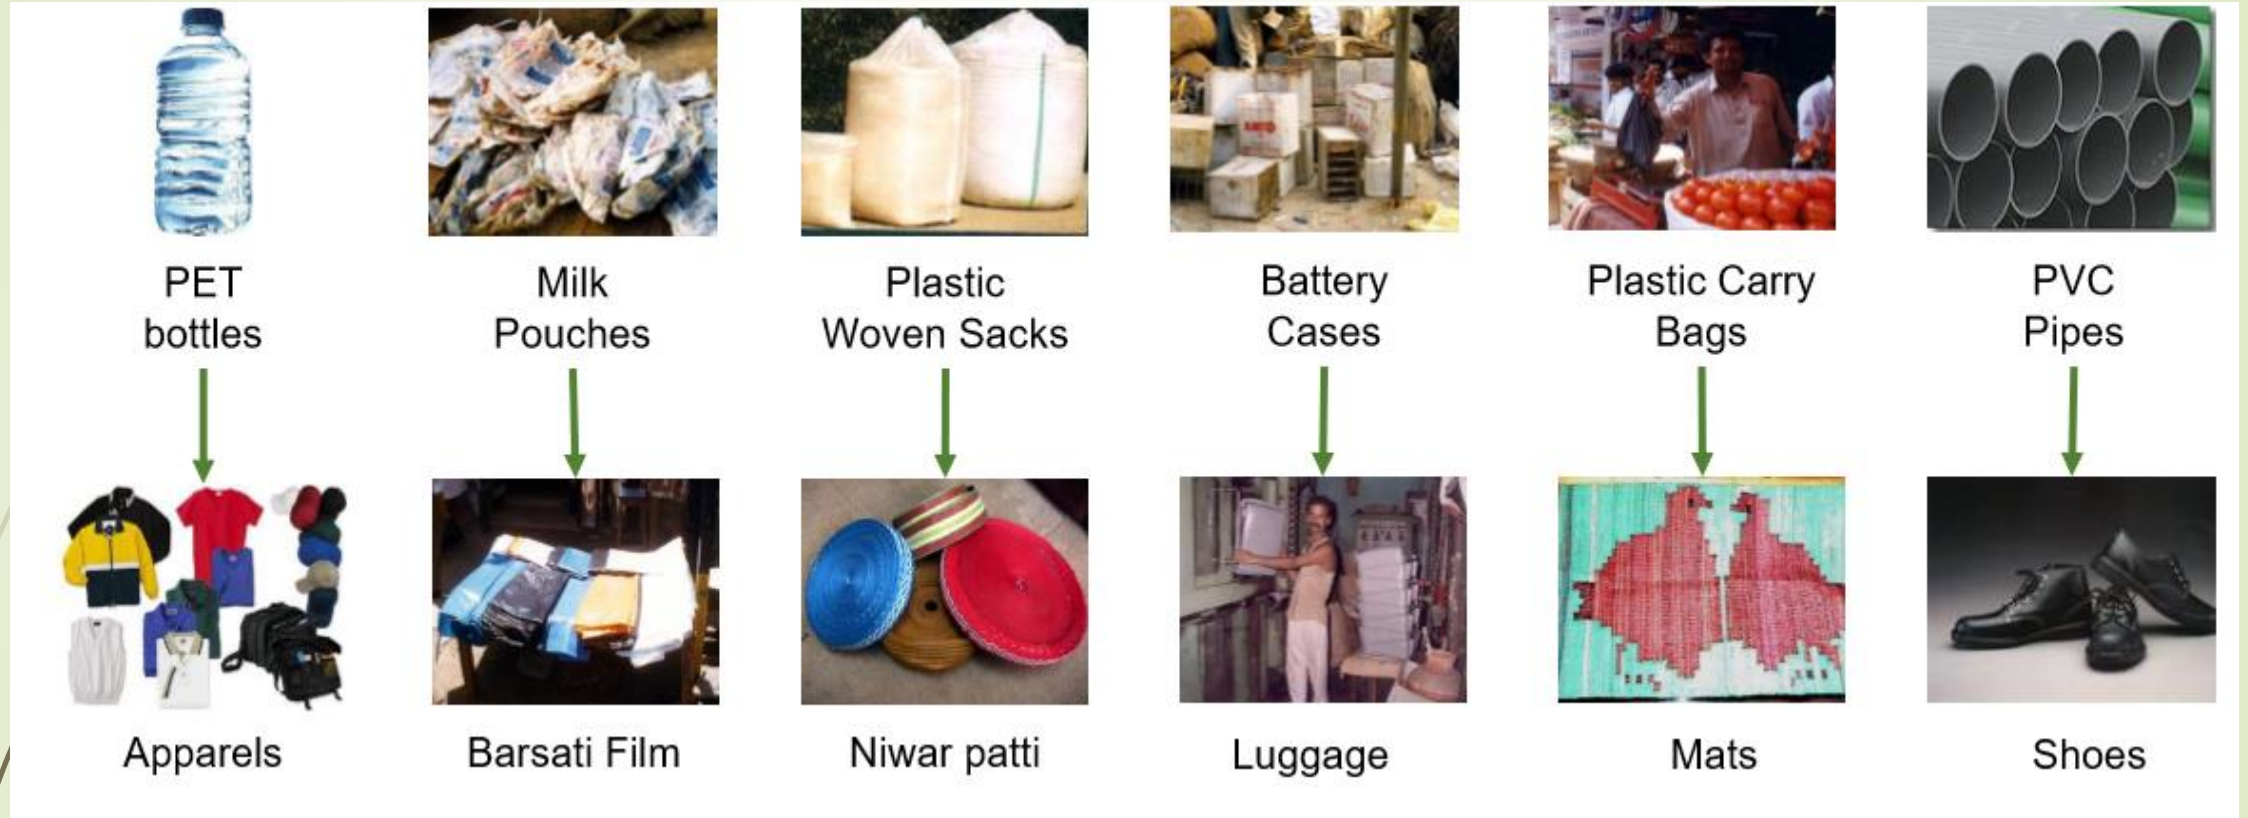 PET
bottles
Milk
Pouches
Plastic
Woven Sacks
Battery
Cases
Plastic Carry
Bags
PVC
Pipes
Apparels
Barsati Film
Niwar patti
Luggage
Mats
Shoes